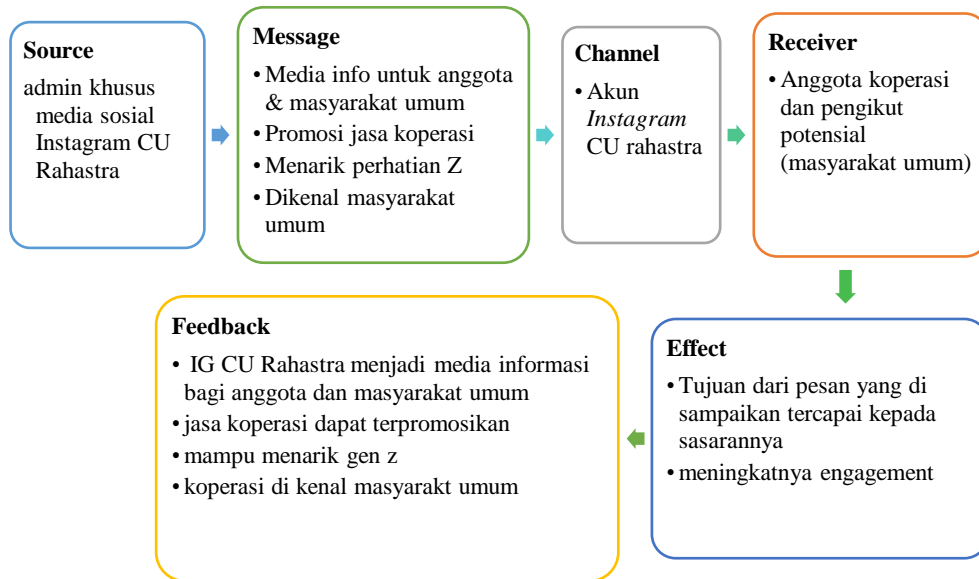 Source
admin khusus
media sosial
Instagram CU
Rahastra
Message
• Media info untuk anggota
& masyarakat umum
• Promosi jasa koperasi
• Menarik perhatian Z
• Dikenal masyarakat
umum
Channel
• Akun
Instagram
CU rahastra
Receiver
• Anggota koperasi
dan pengikut
potensial
(masyarakat umum)
Effect
• Tujuan dari pesan yang di
sampaikan tercapai kepada
sasarannya
• meningkatnya engagement
Feedback
• IG CU Rahastra menjadi media informasi
bagi anggota dan masyarakat umum
• jasa koperasi dapat terpromosikan
• mampu menarik gen z
• koperasi di kenal masyarakt umum